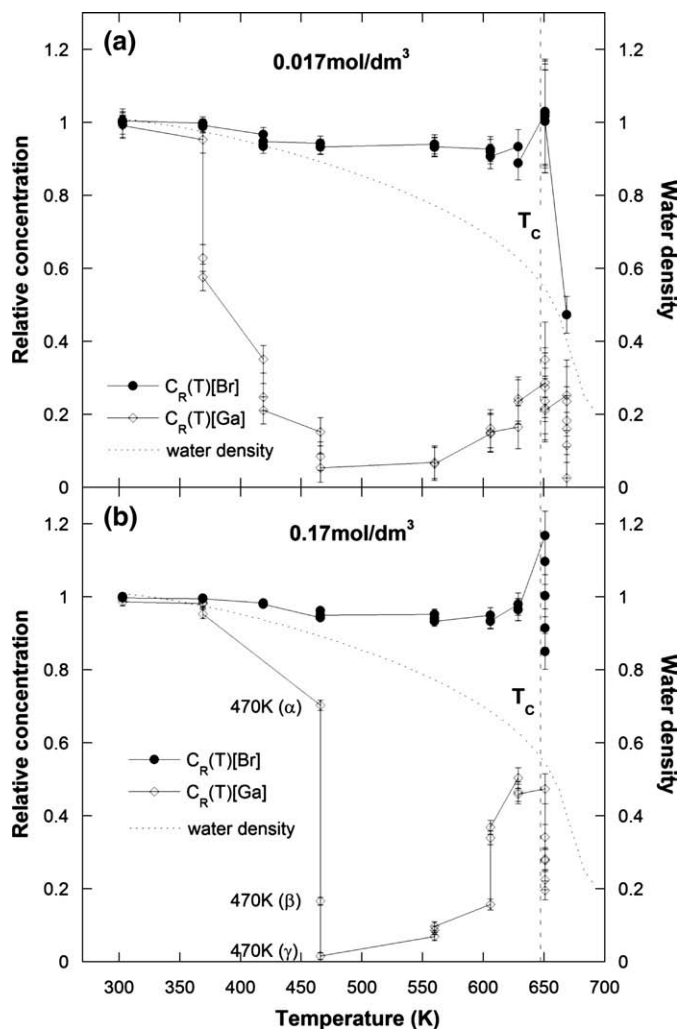 (a)
0.017mol/dm³
1.2
1
0.8
0.6
0.4
0.2
0
Relative concentration
Water density
1.2
1
0.8
0.6
0.4
0.2
0
T_C
C_R(T)[Br]
C_R(T)[Ga]
water density
(b)
0.17mol/dm³
1.2
1
0.8
0.6
0.4
0.2
0
Relative concentration
Water density
1.2
1
0.8
0.6
0.4
0.2
0
T_C
470K (α)
C_R(T)[Br]
C_R(T)[Ga]
water density
470K (β)
470K (γ)
300 350 400 450 500 550 600 650 700
Temperature (K)